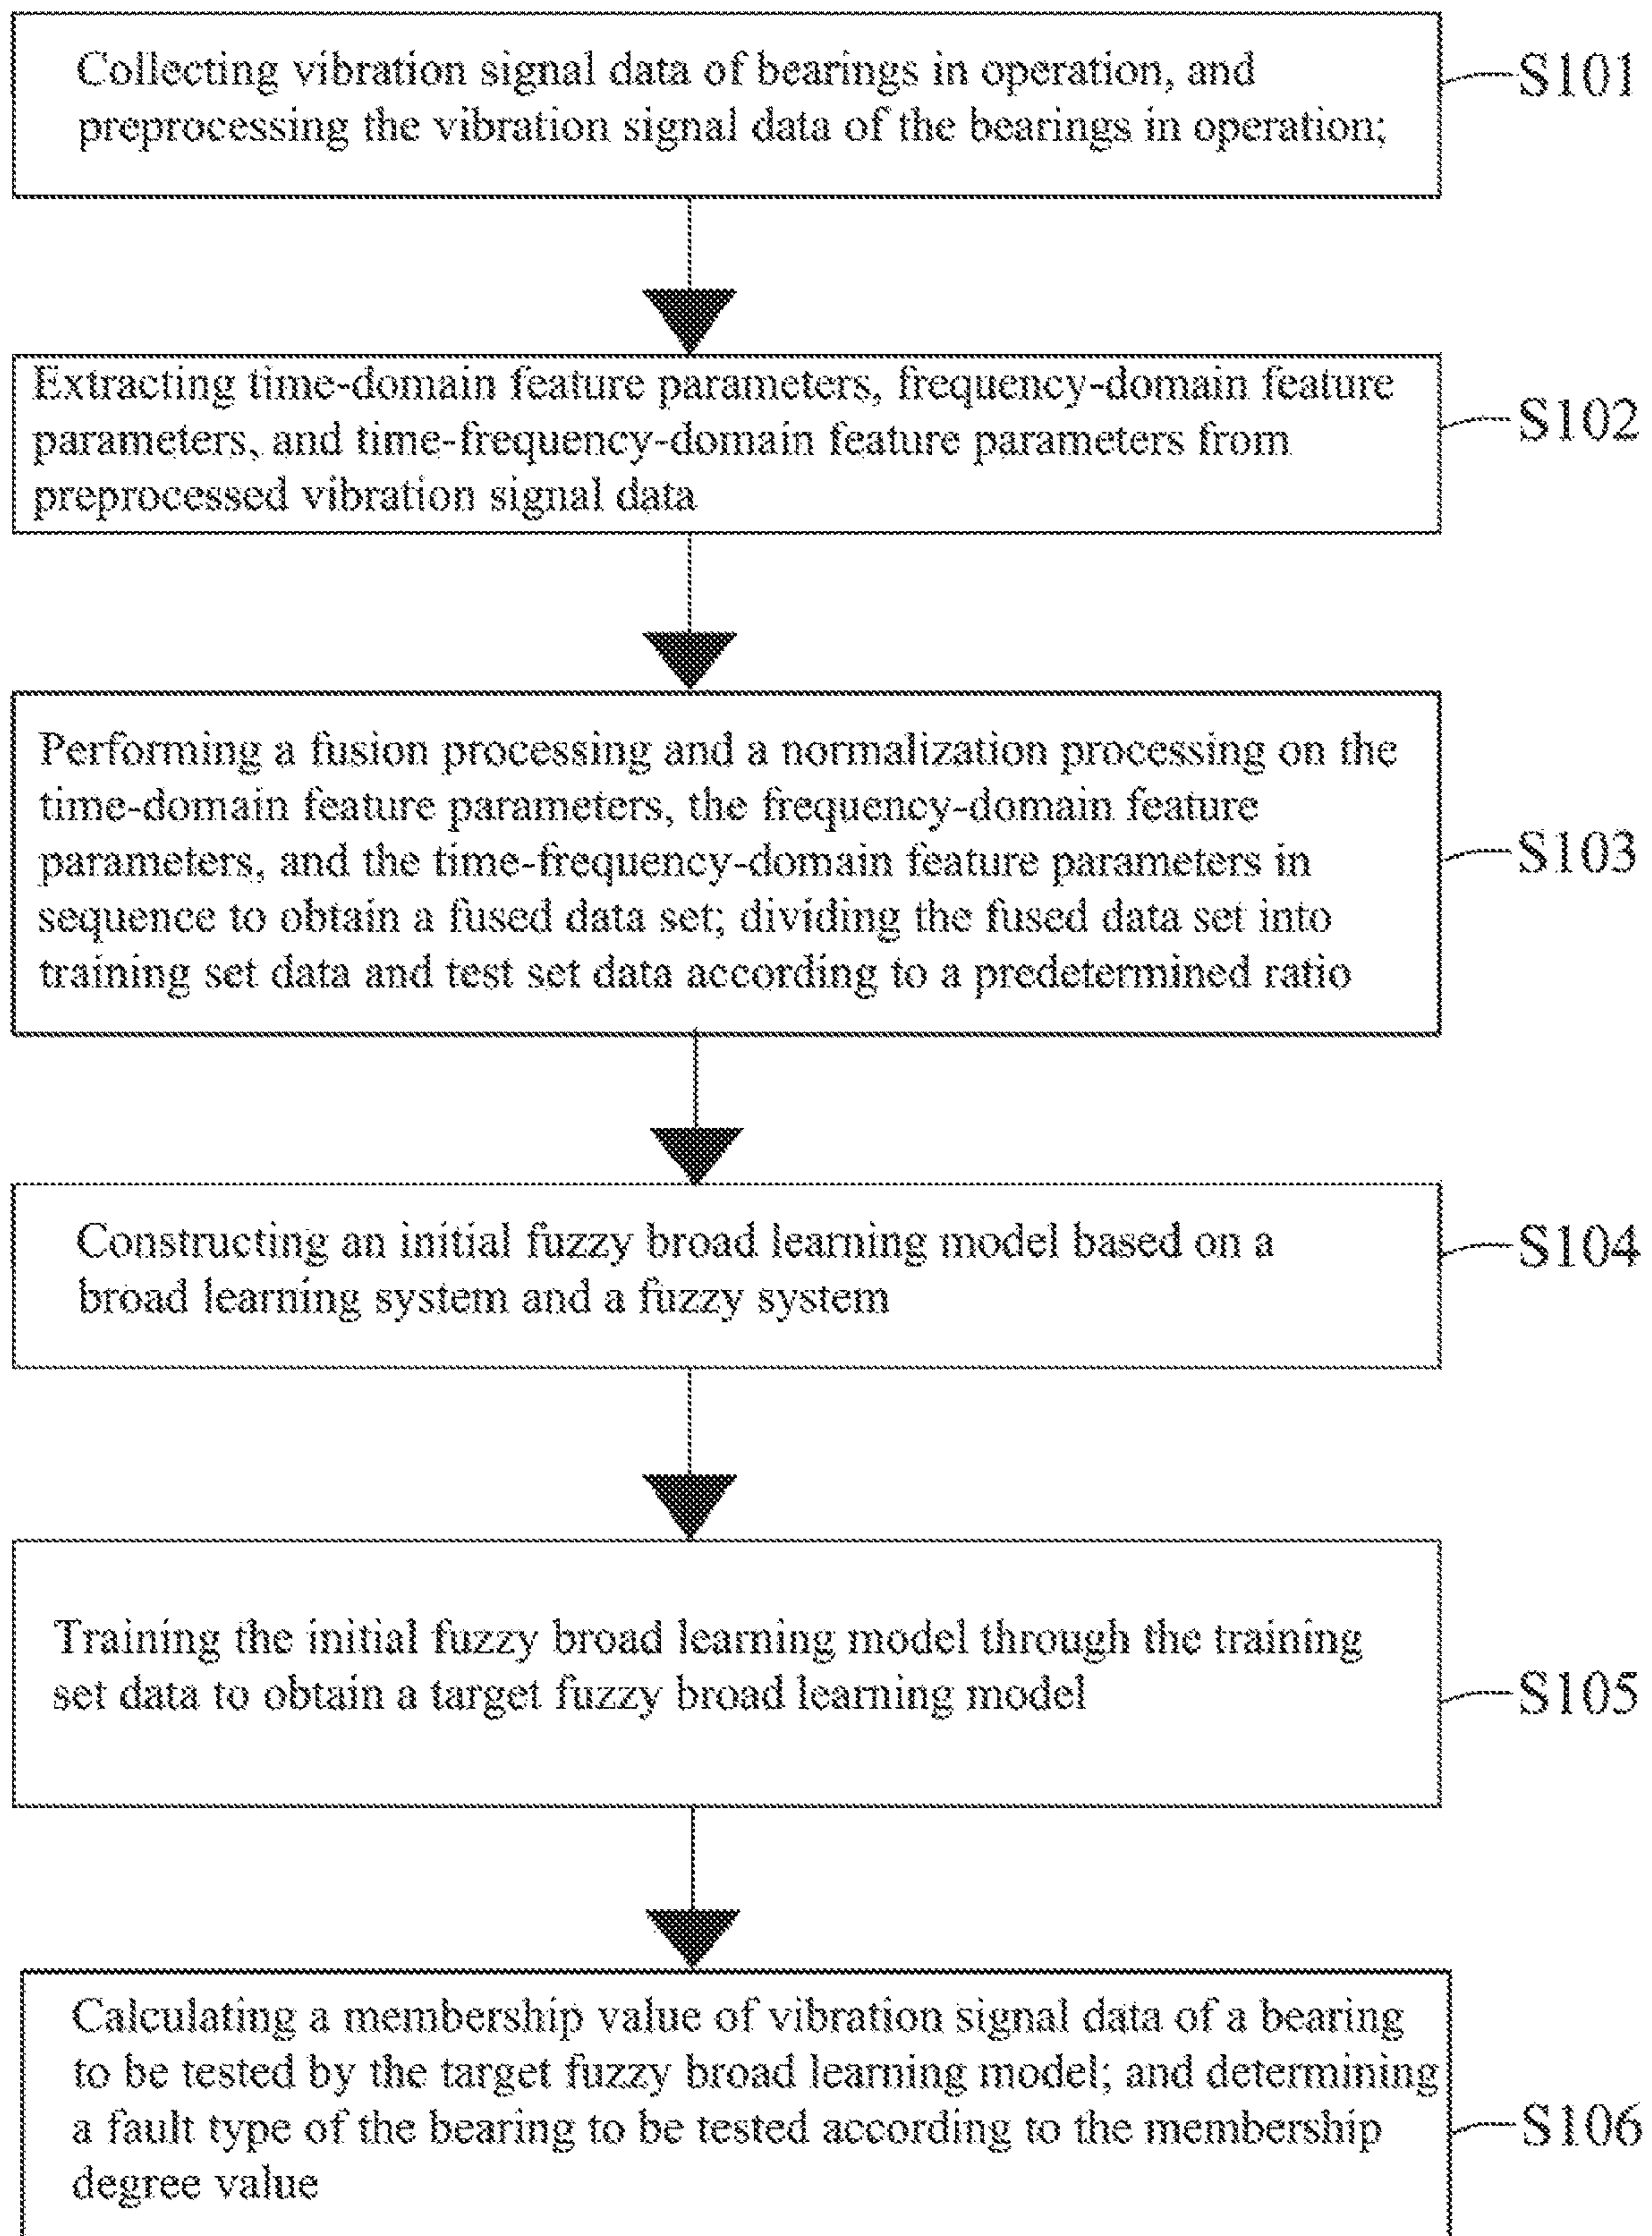 Collecting vibration signal data of bearings in operation, and
preprocessing the vibration signal data of the bearings in operation;
S101
Extracting time-domain feature parameters, frequency-domain feature
parameters, and time-frequency-domain feature parameters from
preprocessed vibration signal data
S102
Performing a fusion processing and a normalization processing on the
time-domain feature parameters, the frequency-domain feature
parameters, and the time-frequency-domain feature parameters in
sequence to obtain a fused data set; dividing the fused data set into
training set data and test set data according to a predetermined ratio
S103
Constructing an initial fuzzy broad learning model based on a
broad learning system and a fuzzy system
S104
Training the initial fuzzy broad learning model through the training
set data to obtain a target fuzzy broad learning model
S105
Calculating a membership value of vibration signal data of a bearing
to be tested by the target fuzzy broad learning model; and determining
a fault type of the bearing to be tested according to the membership
degree value
S106